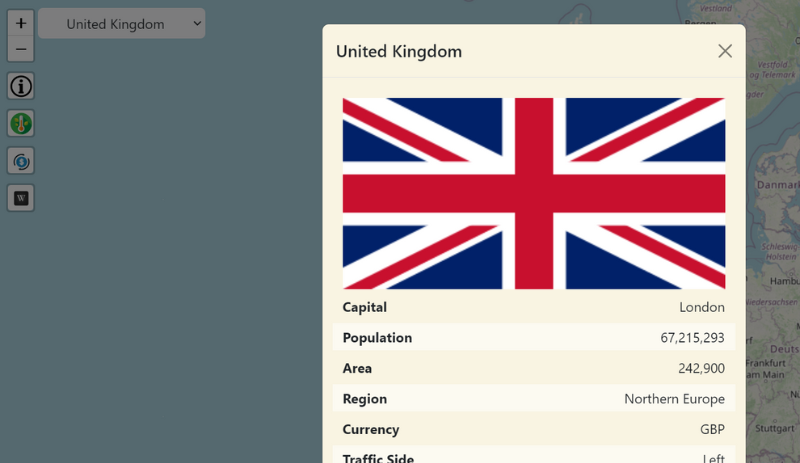 +
United Kingdom
−
i
W
United Kingdom
Capital London
Population 67,215,293
Area 242,900
Region Northern Europe
Currency GBP
Traffic Side Left
Vestland
Bergen
Vestfold
og Telemark
Danmark
Schleswig-
Holstein
Frankfurt
am Main
Stuttgart